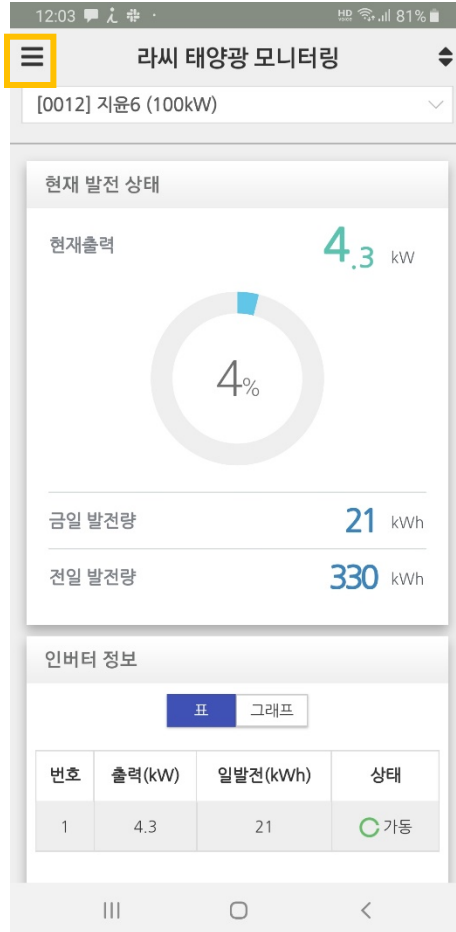 12:03 81%
라씨 태양광 모니터링
[0012] 지윤6 (100kW)
현재 발전 상태
현재출력 4.3 kW
4%
금일 발전량 21 kWh
전일 발전량 330 kWh
인버터 정보
표 그래프
번호 출력(kW) 일발전(kWh) 상태
1 4.3 21 가동